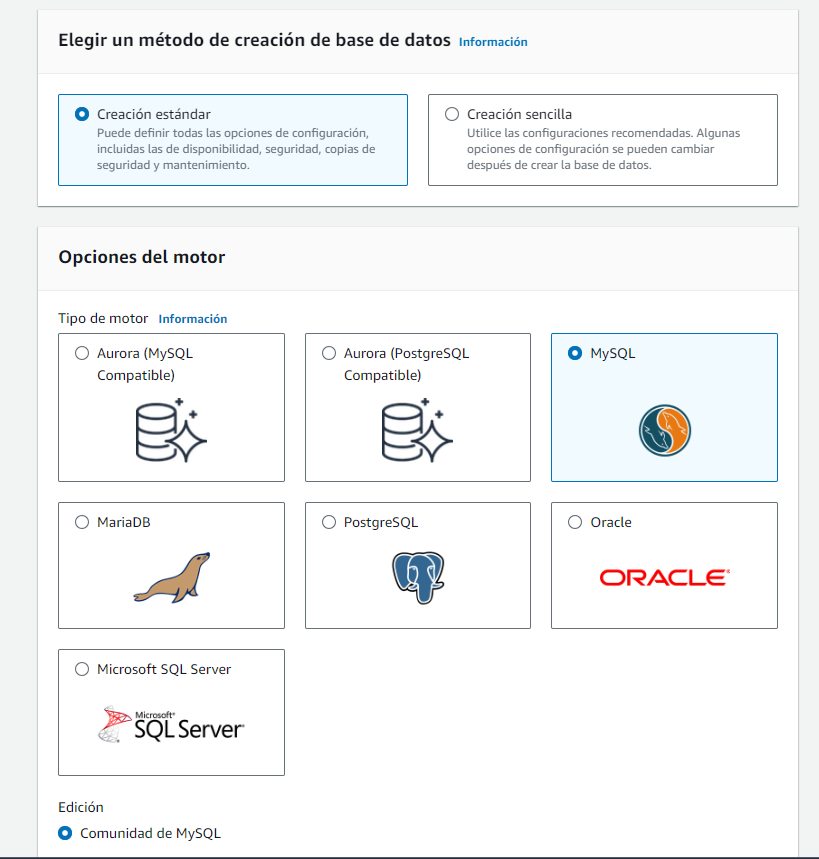 Elegir un método de creación de base de datos Información
Creación estándar
Puede definir todas las opciones de configuración,
incluidas las de disponibilidad, seguridad, copias de
seguridad y mantenimiento.
Creación sencilla
Utilice las configuraciones recomendadas. Algunas
opciones de configuración se pueden cambiar
después de crear la base de datos.
Opciones del motor
Tipo de motor Información
Aurora (MySQL
Compatible)
Aurora (PostgreSQL
Compatible)
MySQL
MariaDB
PostgreSQL
Oracle
ORACLE®
Microsoft SQL Server
Microsoft®
SQL Server®
Edición
Comunidad de MySQL